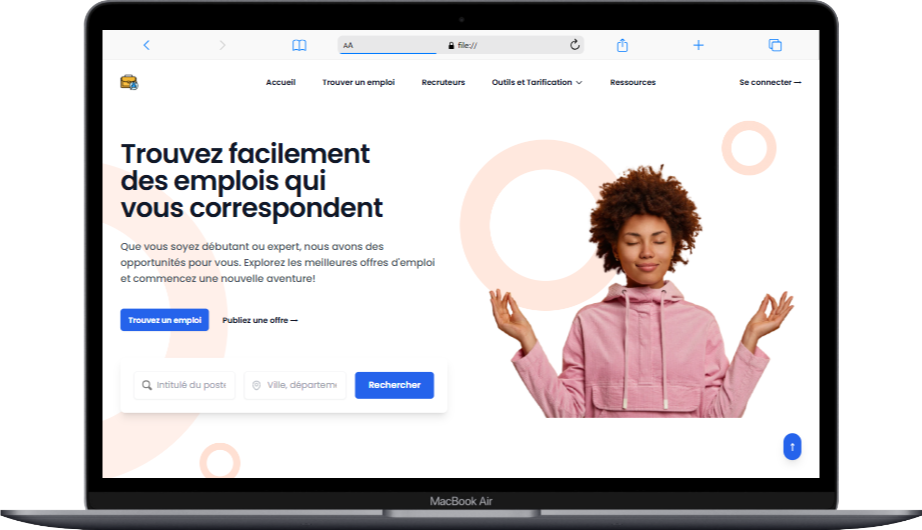 AA
file://
Accueil
Trouver un emploi
Recruteurs
Outils et Tarification
Ressources
Se connecter
Trouvez facilement
des emplois qui
vous correspondent
Que vous soyez débutant ou expert, nous avons des
opportunités pour vous. Explorez les meilleures offres d'emploi
et commencez une nouvelle aventure!
Trouvez un emploi
Publiez une offre —
Intitulé du poste
Ville, départeme
Rechercher
MacBook Air